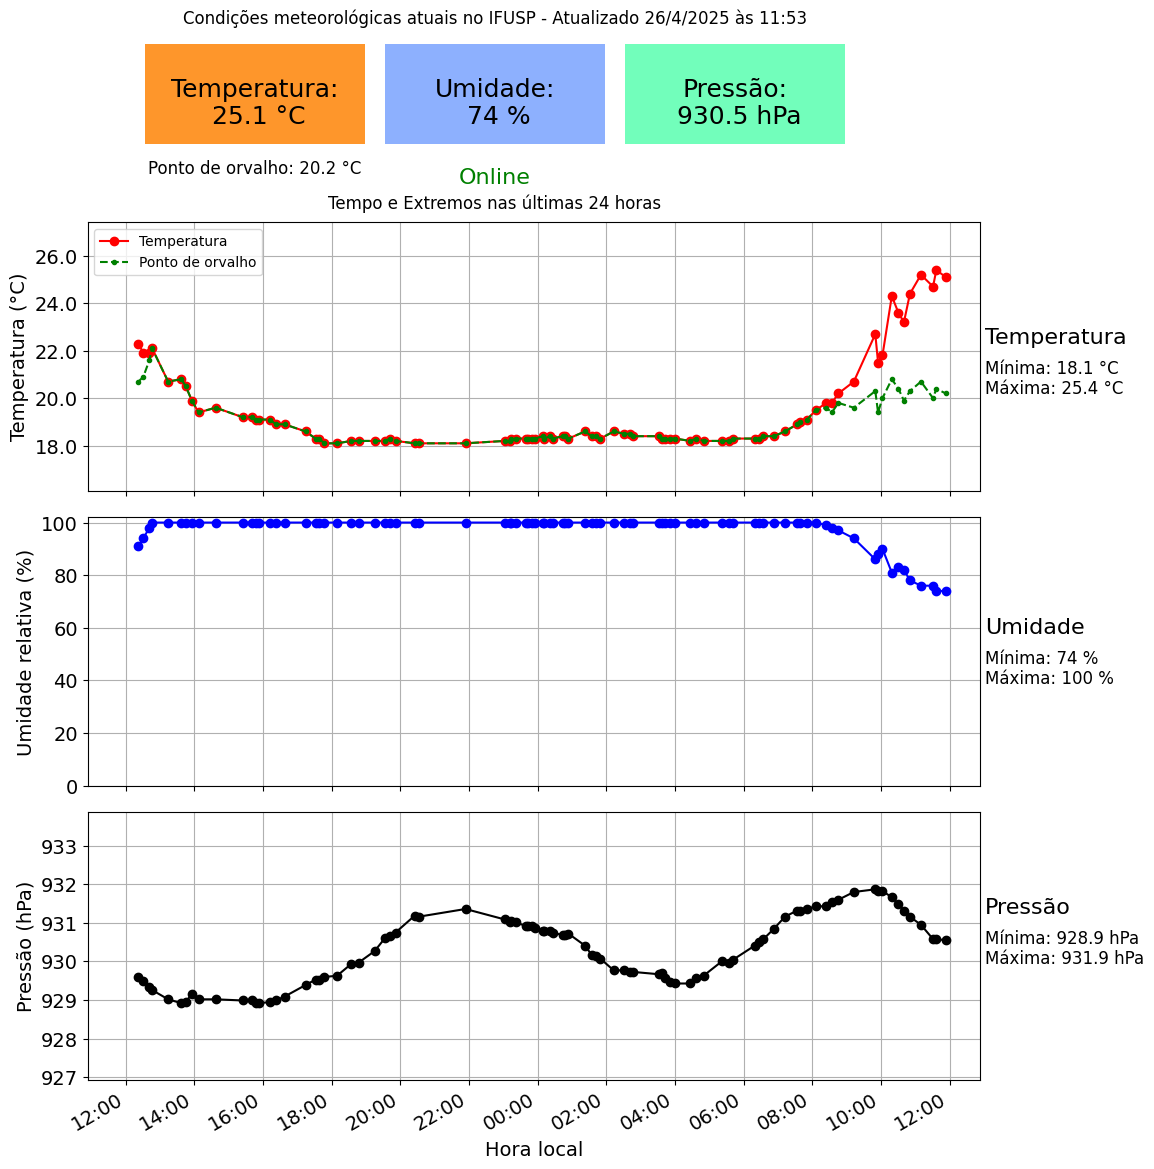 Condições meteorológicas atuais no IFUSP - Atualizado 26/4/2025 às 11:53
Temperatura:
25.1 °C
Umidade:
74 %
Pressão:
930.5 hPa
Ponto de orvalho: 20.2 °C
Online
Tempo e Extremos nas últimas 24 horas
Temperatura (°C)
26.0
24.0
22.0
20.0
18.0
Temperatura
Ponto de orvalho
Temperatura
Mínima: 18.1 °C
Máxima: 25.4 °C
Umidade relativa (%)
100
80
60
40
20
0
Umidade
Mínima: 74 %
Máxima: 100 %
Pressão (hPa)
933
932
931
930
929
928
927
Pressão
Mínima: 928.9 hPa
Máxima: 931.9 hPa
12:00 14:00 16:00 18:00 20:00 22:00 00:00 02:00 04:00 06:00 08:00 10:00 12:00
Hora local